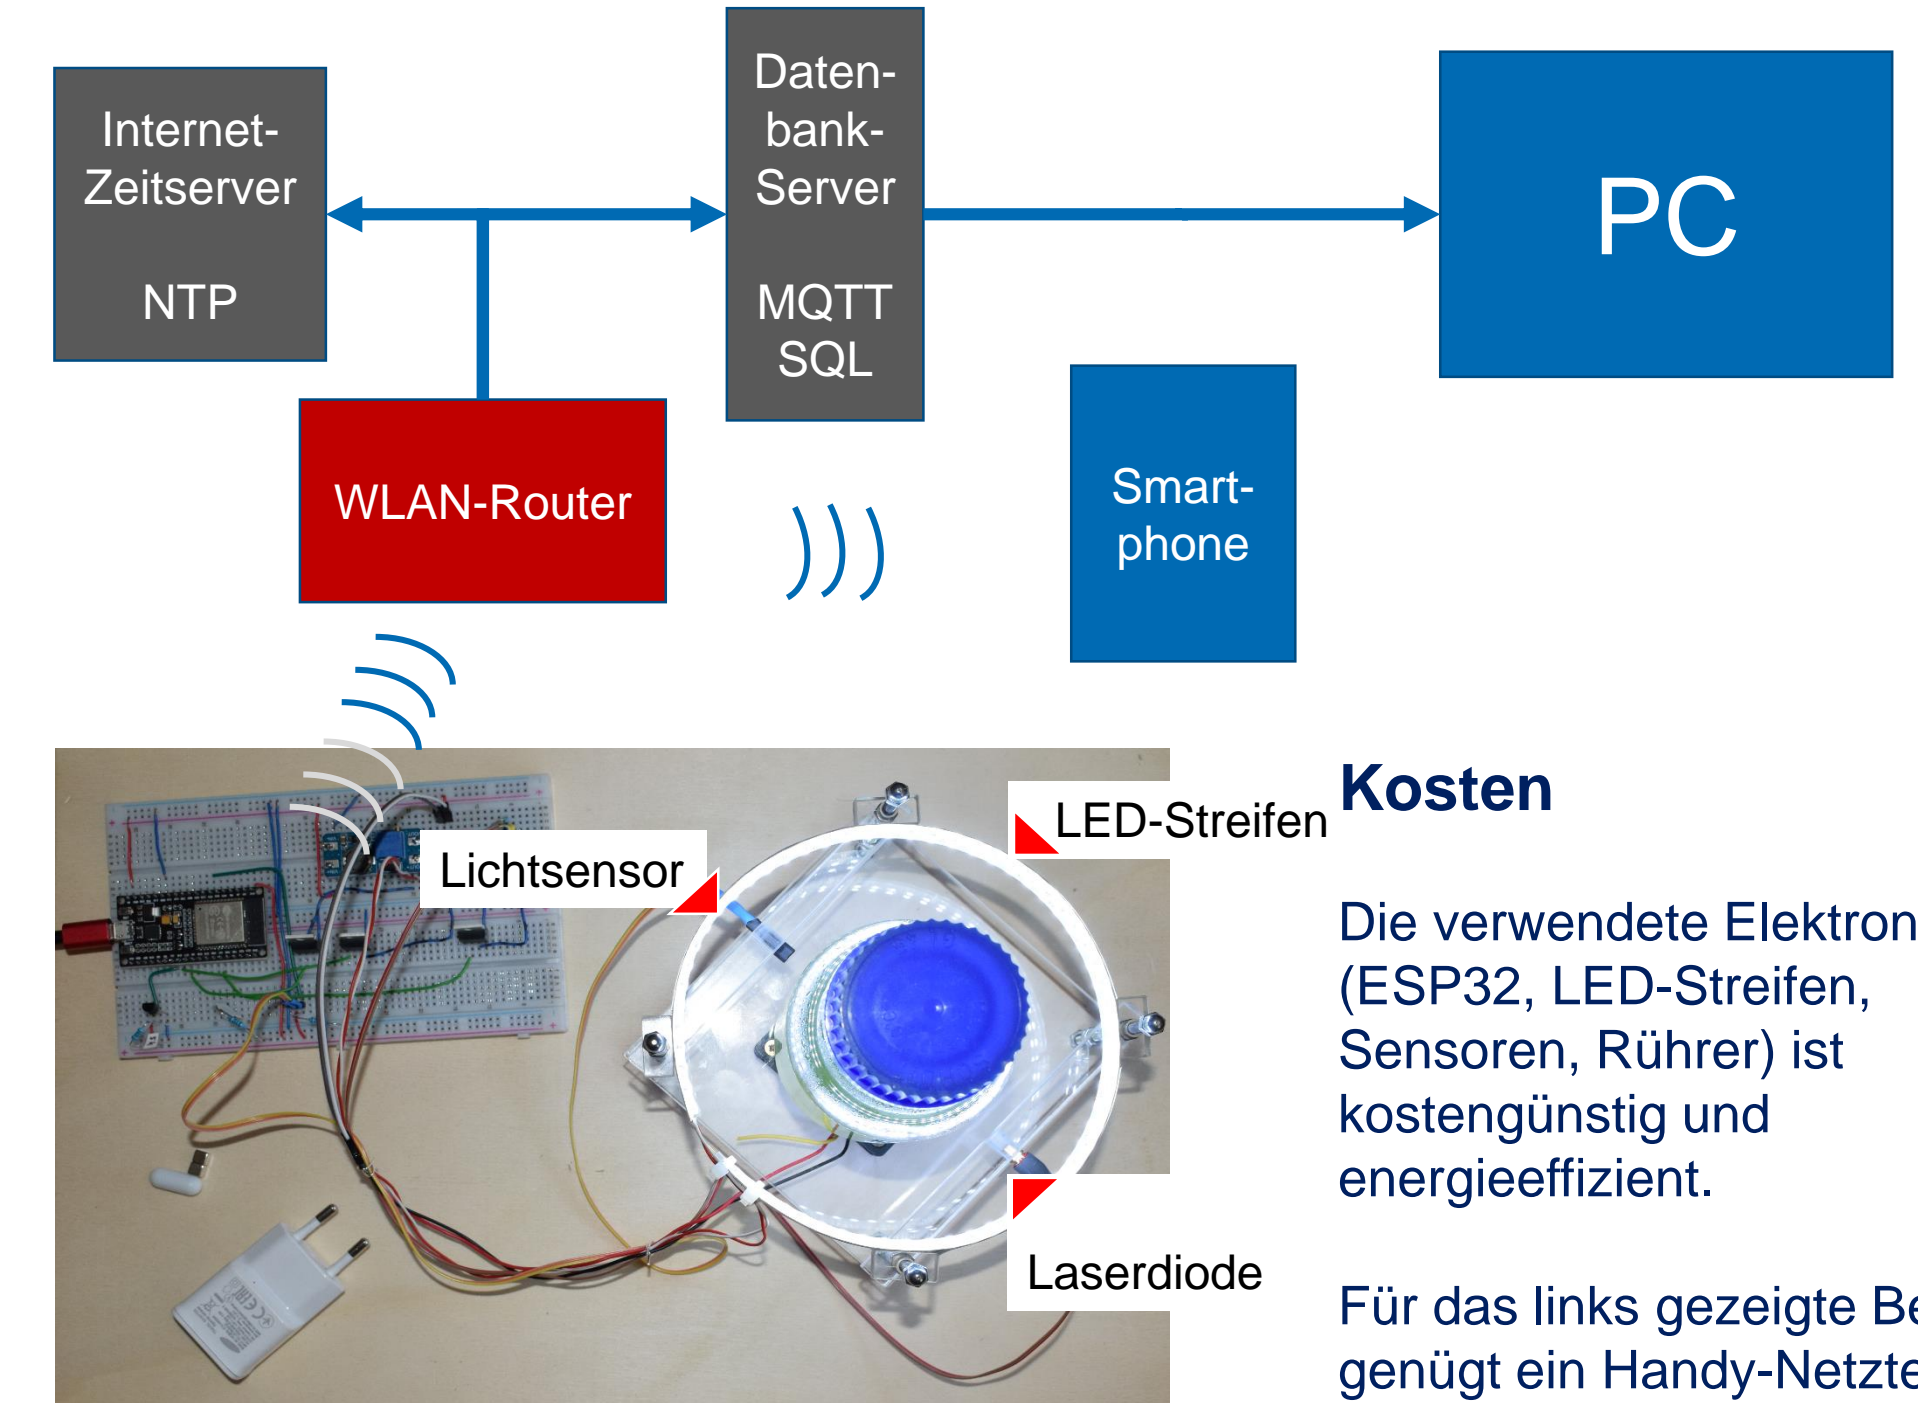 Internet-
Zeitserver
NTP
Daten-
bank-
Server
MQTT
SQL
PC
WLAN-Router
Smart-
phone
LED-Streifen
Lichtsensor
Laserdiode
Kosten
Die verwendete Elektron
(ESP32, LED-Streifen,
Sensoren, Rührer) ist
kostengünstig und
energieeffizient.
Für das links gezeigte Be
genügt ein Handy-Netzte